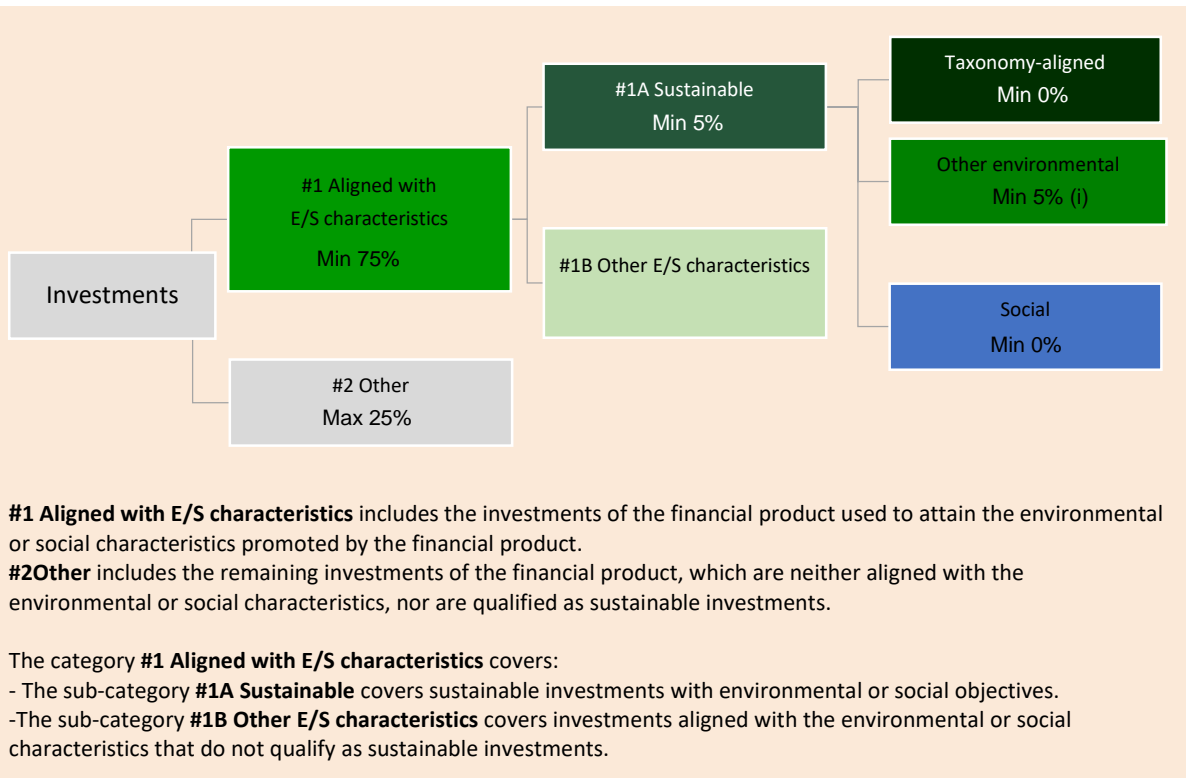 Investments
#1 Aligned with
E/S characteristics
Min 75%
#2 Other
Max 25%
#1A Sustainable
Min 5%
#1B Other E/S characteristics
Taxonomy-aligned
Min 0%
Other environmental
Min 5% (i)
Social
Min 0%
#1 Aligned with E/S characteristics includes the investments of the financial product used to attain the environmental
or social characteristics promoted by the financial product.
#2Other includes the remaining investments of the financial product, which are neither aligned with the
environmental or social characteristics, nor are qualified as sustainable investments.
The category #1 Aligned with E/S characteristics covers:
- The sub-category #1A Sustainable covers sustainable investments with environmental or social objectives.
-The sub-category #1B Other E/S characteristics covers investments aligned with the environmental or social
characteristics that do not qualify as sustainable investments.